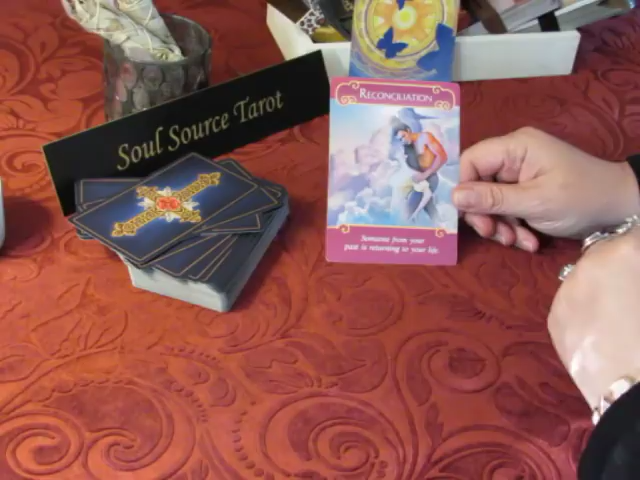 Soul Source Tarot
RECONCILIATION
Someone from your
past is returning to your life.